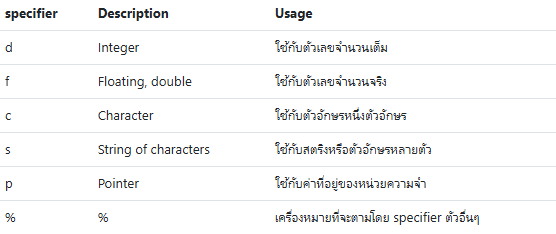 specifier Description Usage
d Integer ใช้กับตัวเลขจำนวนเต็ม
f Floating, double ใช้กับตัวเลขจำนวนจริง
c Character ใช้กับตัวอักษรหนึ่งตัวอักษร
s String of characters ใช้กับสตริงหรือตัวอักษรหลายตัว
p Pointer ใช้กับค่าที่อยู่ของหน่วยความจำ
% % เครื่องหมายที่จะตามโดย specifier ตัวอื่นๆ